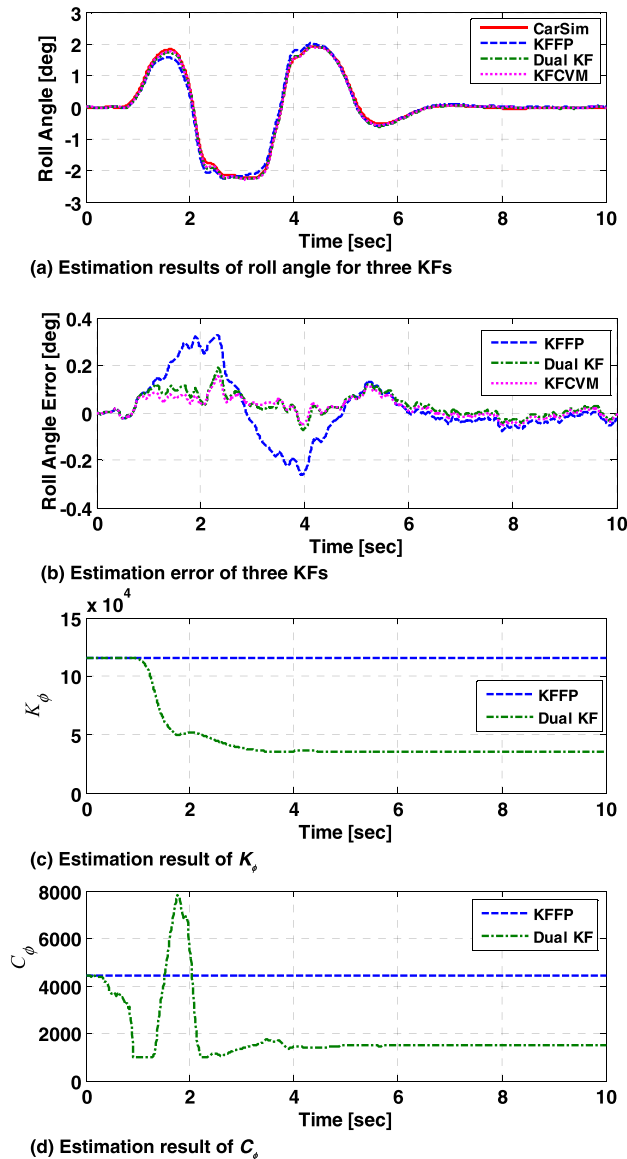 3
2
1
0
-1
-2
-3
Roll Angle [deg]
CarSim
KFFP
Dual KF
KFCVM
0 2 4 6 8 10
Time [sec]
(a) Estimation results of roll angle for three KFs
0.4
0.2
0
-0.2
-0.4
Roll Angle Error [deg]
KFFP
Dual KF
KFCVM
0 2 4 6 8 10
Time [sec]
(b) Estimation error of three KFs
x 10⁴
15
10
5
0
K_ϕ
KFFP
Dual KF
0 2 4 6 8 10
Time [sec]
(c) Estimation result of K_ϕ
8000
6000
4000
2000
0
C_ϕ
KFFP
Dual KF
0 2 4 6 8 10
Time [sec]
(d) Estimation result of C_ϕ